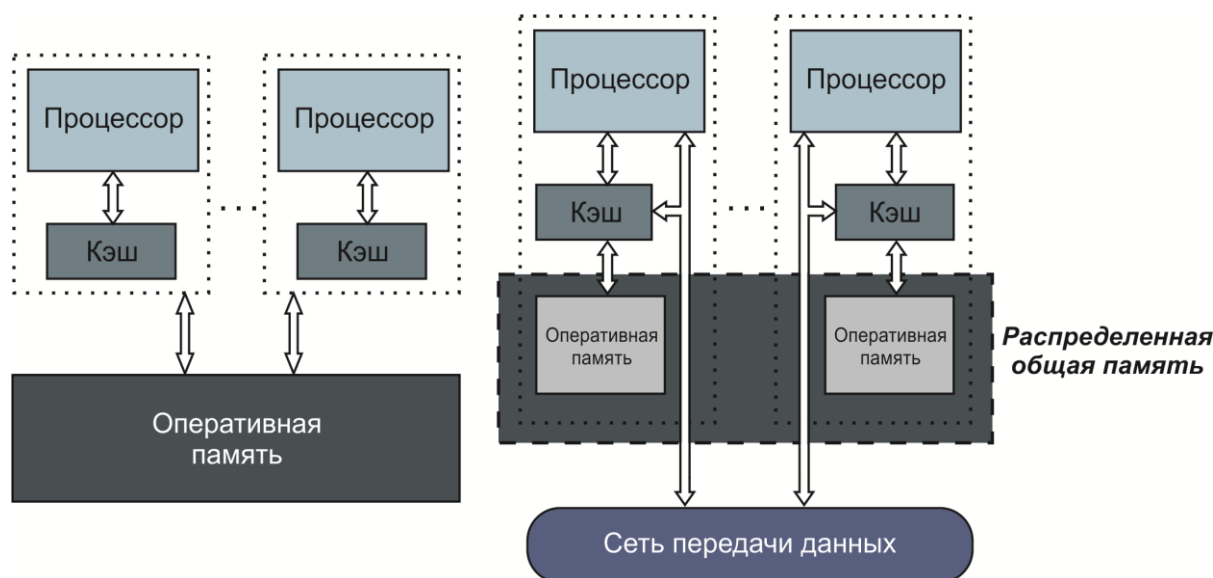 Процессор
Процессор
Кэш
Кэш
Оперативная
память
Процессор
Процессор
Кэш
Кэш
Оперативная
память
Оперативная
память
Распределенная
общая память
Сеть передачи данных